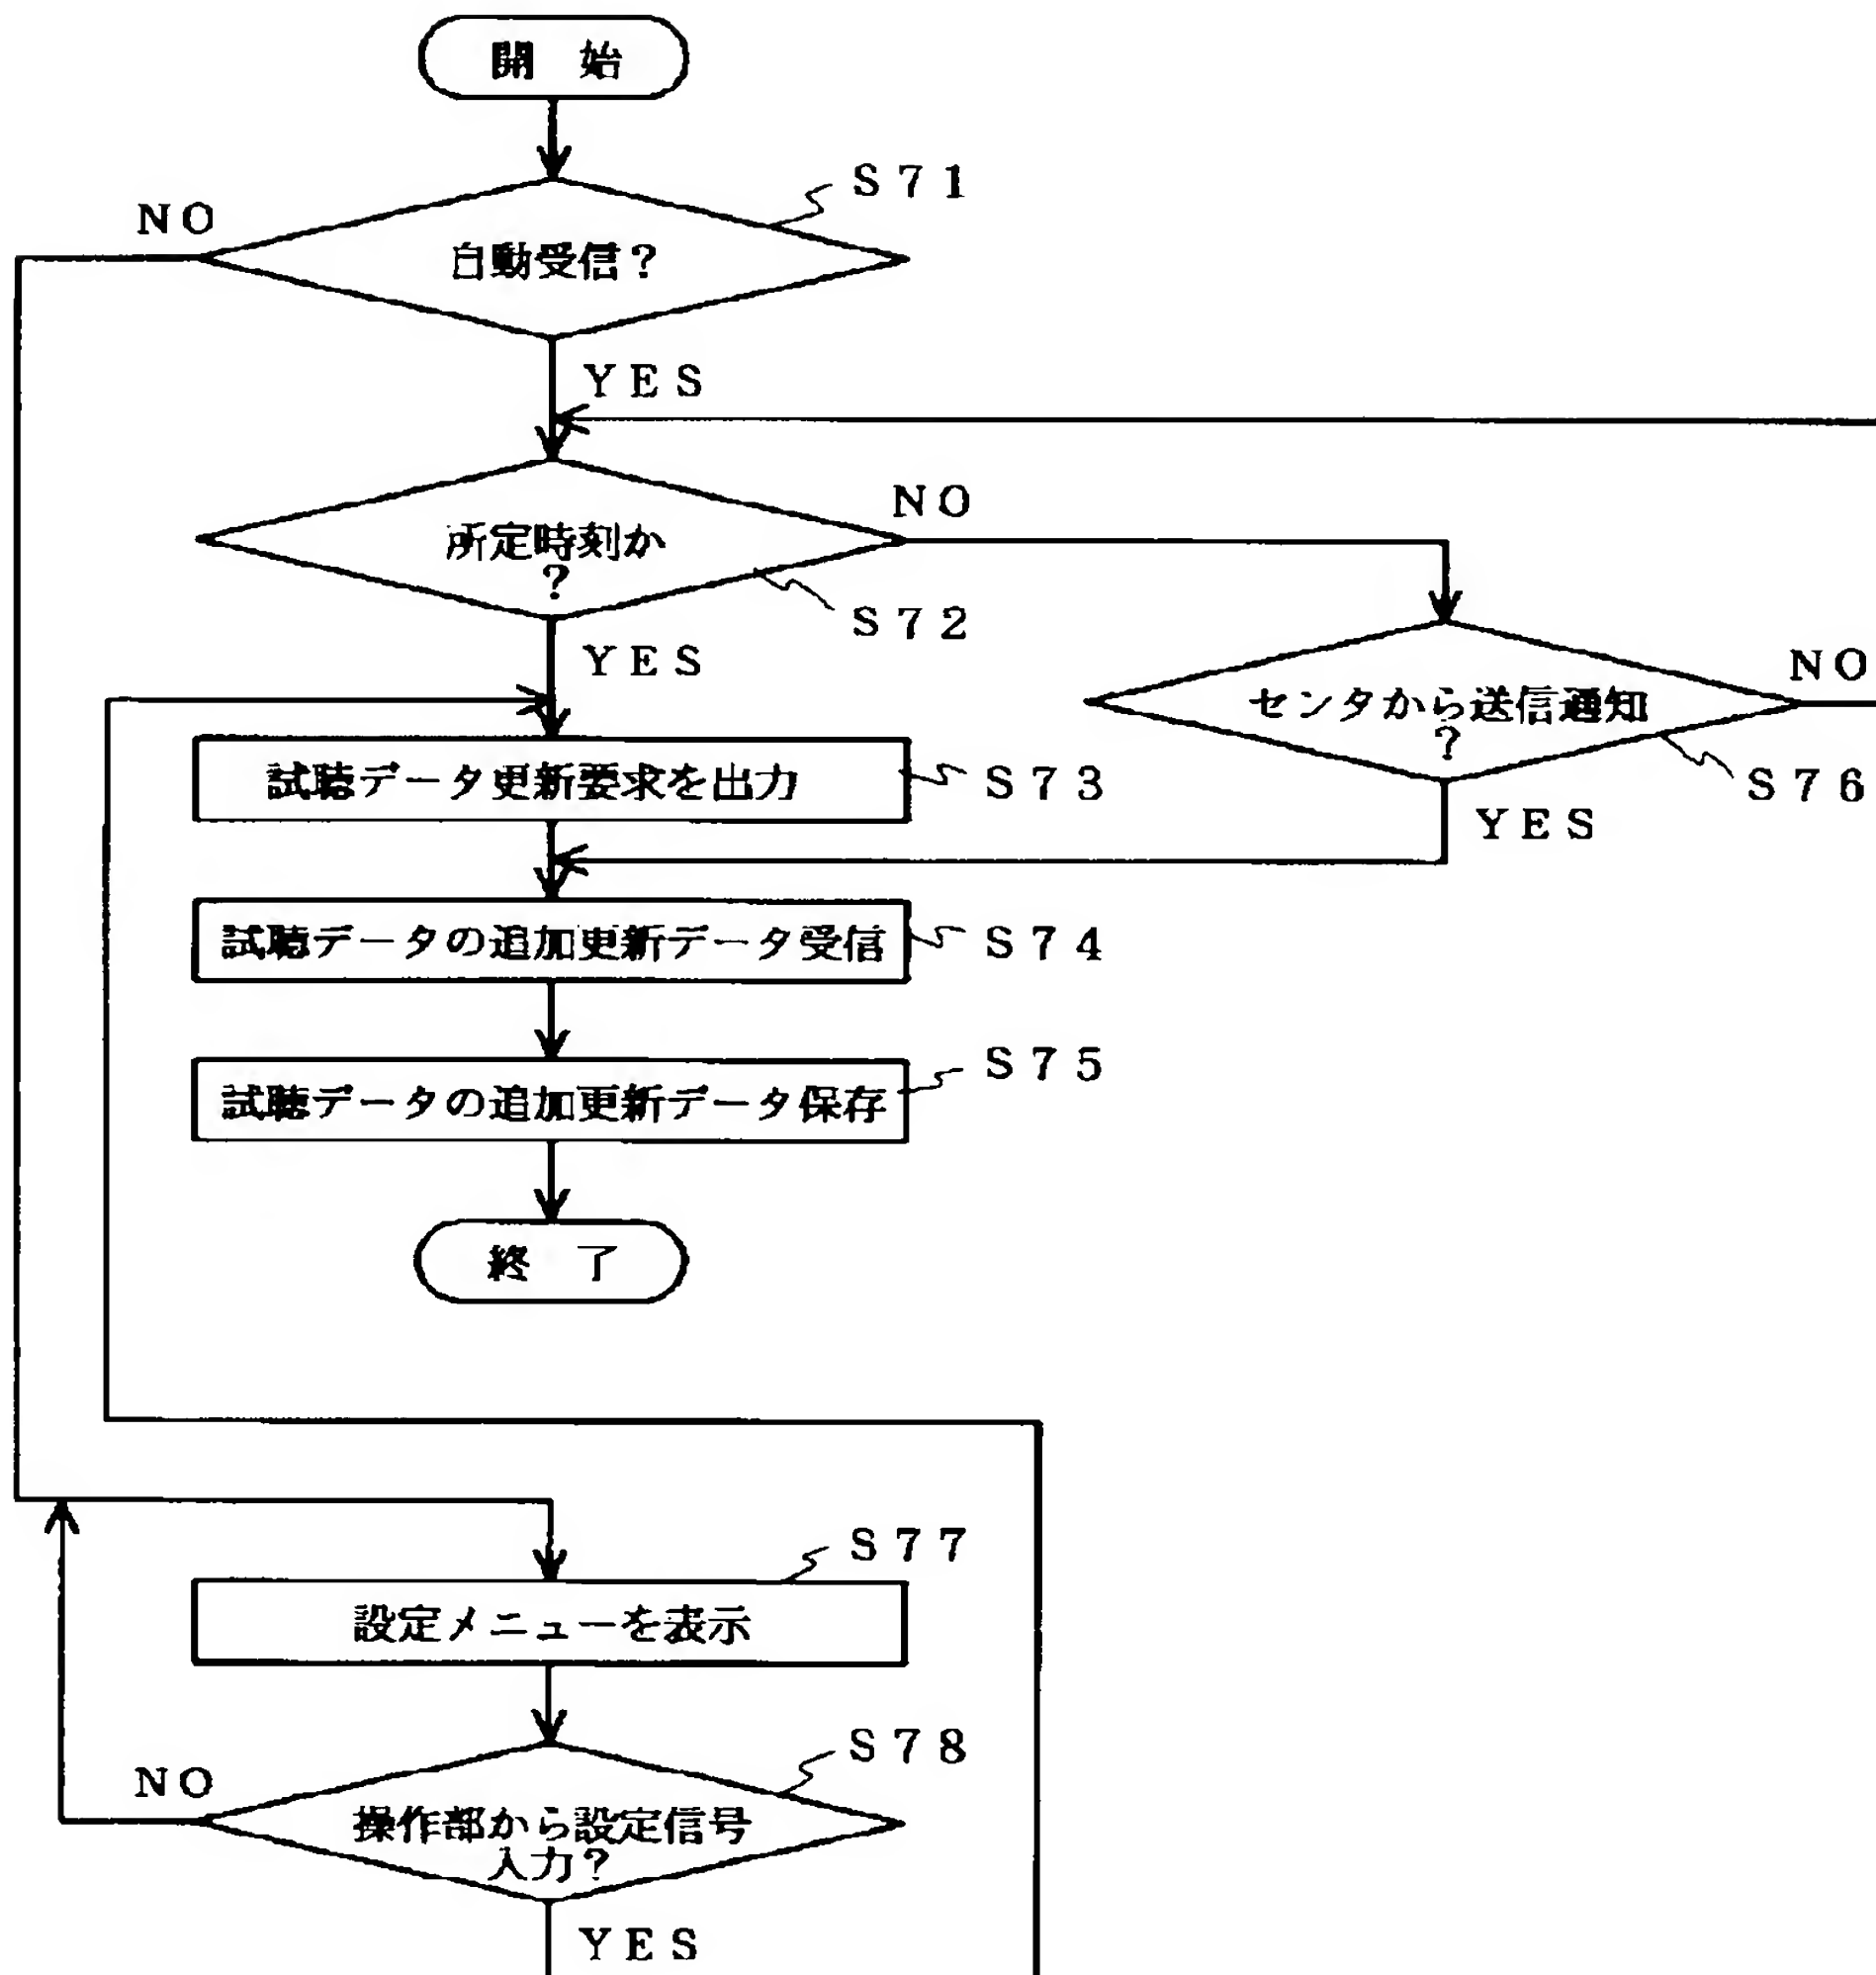 開 始
S71
NO
自動受信?
YES
NO
所定時刻か
?
S72
YES
NO
センタから送信通知
?
S76
YES
試聴データ更新要求を出力
S73
試聴データの追加更新データ受信
S74
S75
試聴データの追加更新データ保存
終 了
S77
設定メニューを表示
S78
NO
操作部から設定信号
入力?
YES